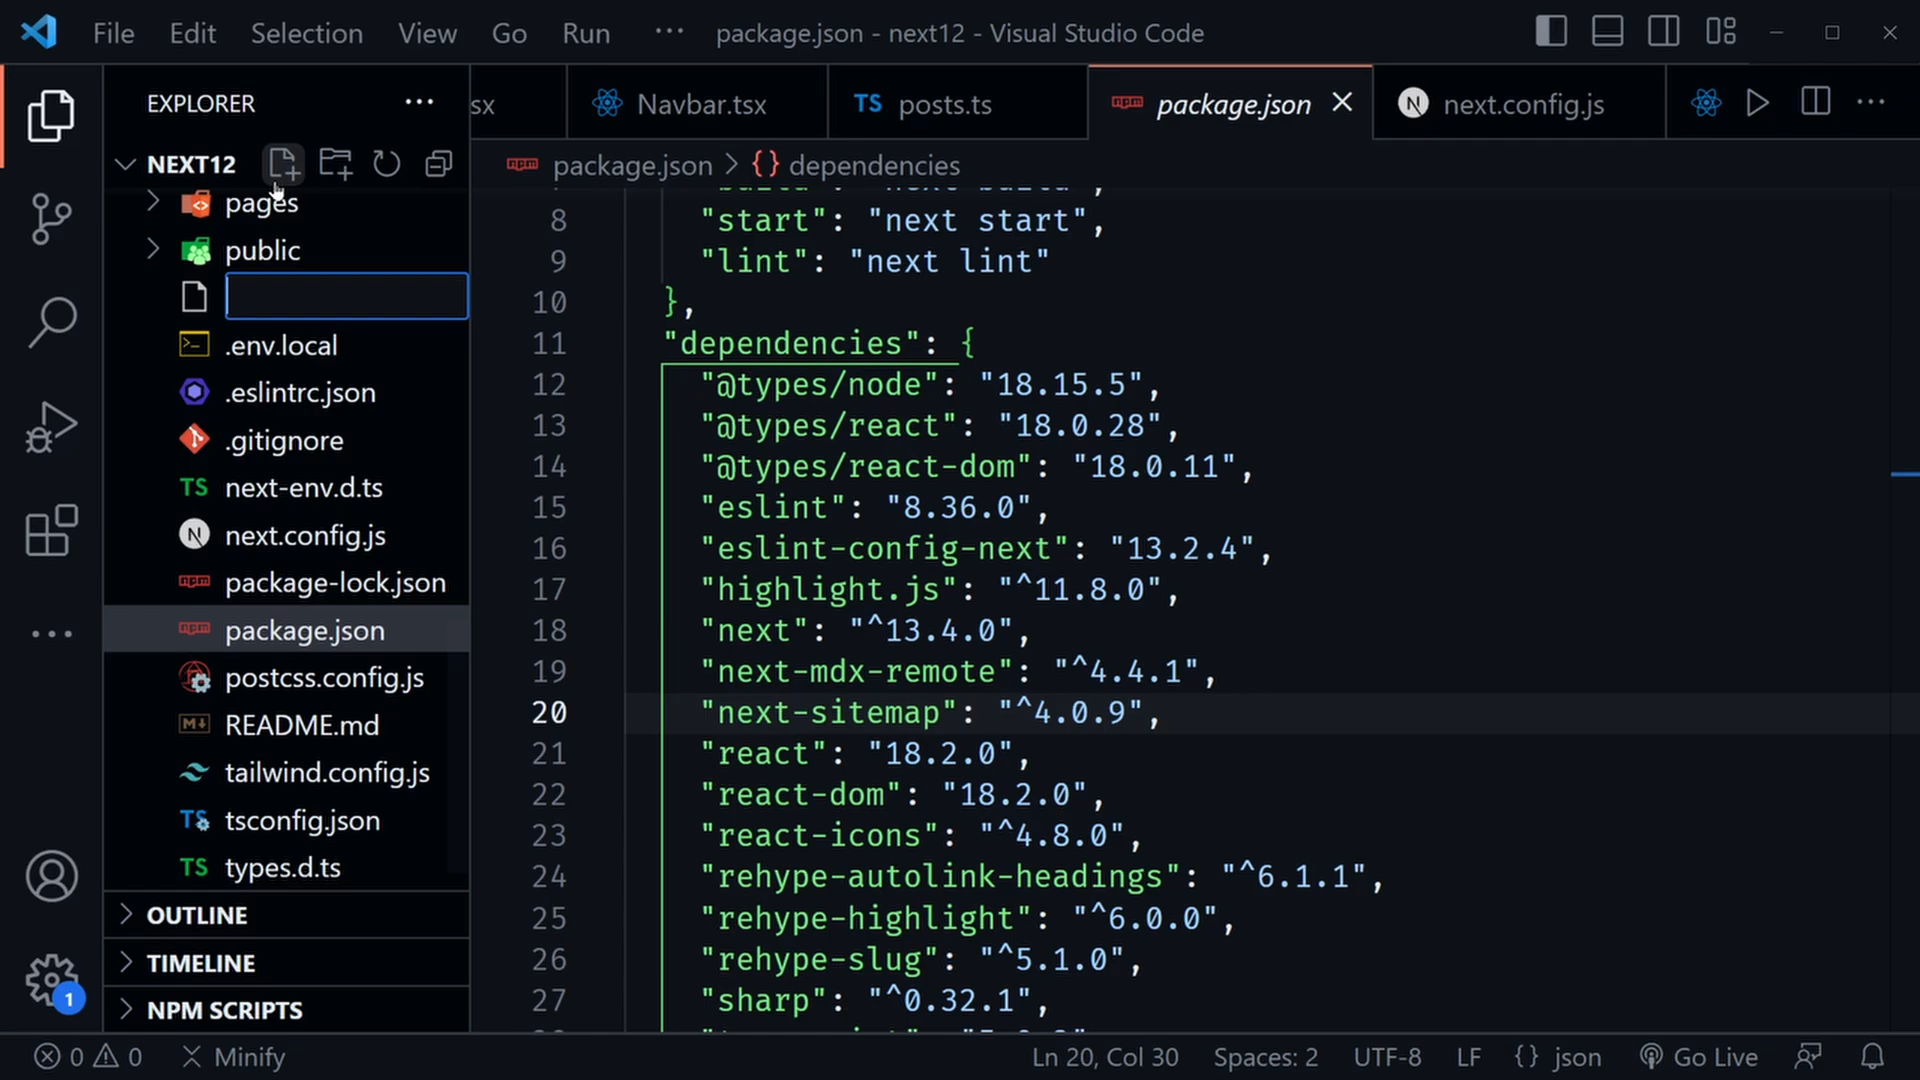 File Edit Selection View Go Run ··· package.json - next12 - Visual Studio Code
EXPLORER ···
sx Navbar.tsx TS posts.ts package.json next.config.js ···
NEXT12
package.json > {} dependencies
pages
public
.env.local
.eslintrc.json
.gitignore
TS next-env.d.ts
N next.config.js
npm package-lock.json
npm package.json
postcss.config.js
M README.md
tailwind.config.js
TS tsconfig.json
TS types.d.ts
OUTLINE
TIMELINE
NPM SCRIPTS
1
8 "start": "next start",
9 "lint": "next lint"
10 },
11 "dependencies": {
12 "@types/node": "18.15.5",
13 "@types/react": "18.0.28",
14 "@types/react-dom": "18.0.11",
15 "eslint": "8.36.0",
16 "eslint-config-next": "13.2.4",
17 "highlight.js": "^11.8.0",
18 "next": "^13.4.0",
19 "next-mdx-remote": "^4.4.1",
20 "next-sitemap": "^4.0.9",
21 "react": "18.2.0",
22 "react-dom": "18.2.0",
23 "react-icons": "^4.8.0",
24 "rehype-autolink-headings": "^6.1.1",
25 "rehype-highlight": "^6.0.0",
26 "rehype-slug": "^5.1.0",
27 "sharp": "^0.32.1",
0 0 Minify Ln 20, Col 30 Spaces: 2 UTF-8 LF {} json Go Live